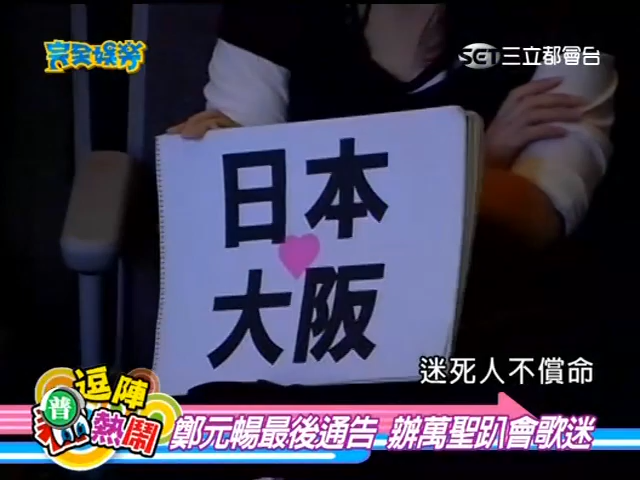 完全娛樂
SET三立都會台
日本
大阪
迷死人不償命
逗陣
普
熱鬧
鄭元暢最後通告 辦萬聖趴會歌迷